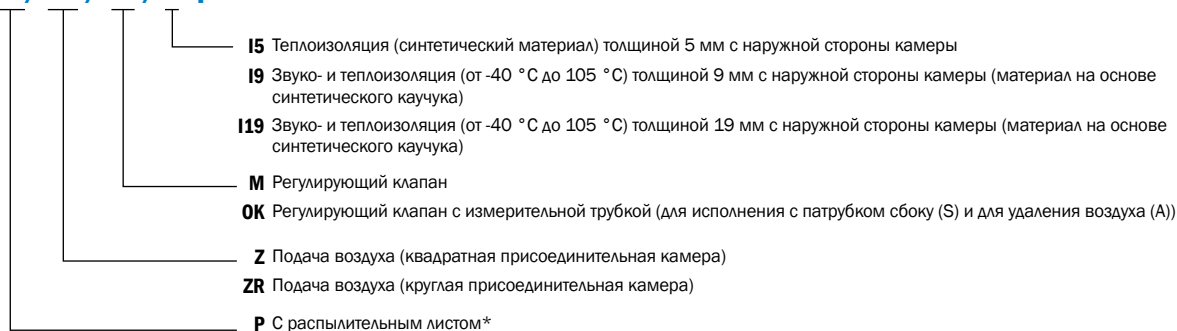 I5 Теплоизоляция (синтетический материал) толщиной 5 мм с наружной стороны камеры
I9 Звуко- и теплоизоляция (от -40 °C до 105 °C) толщиной 9 мм с наружной стороны камеры (материал на основе
синтетического каучука)
I19 Звуко- и теплоизоляция (от -40 °C до 105 °C) толщиной 19 мм с наружной стороны камеры (материал на основе
синтетического каучука)
M Регулирующий клапан
OK Регулирующий клапан с измерительной трубкой (для исполнения с патрубком сбоку (S) и для удаления воздуха (A))
Z Подача воздуха (квадратная присоединительная камера)
ZR Подача воздуха (круглая присоединительная камера)
P С распылительным листом*